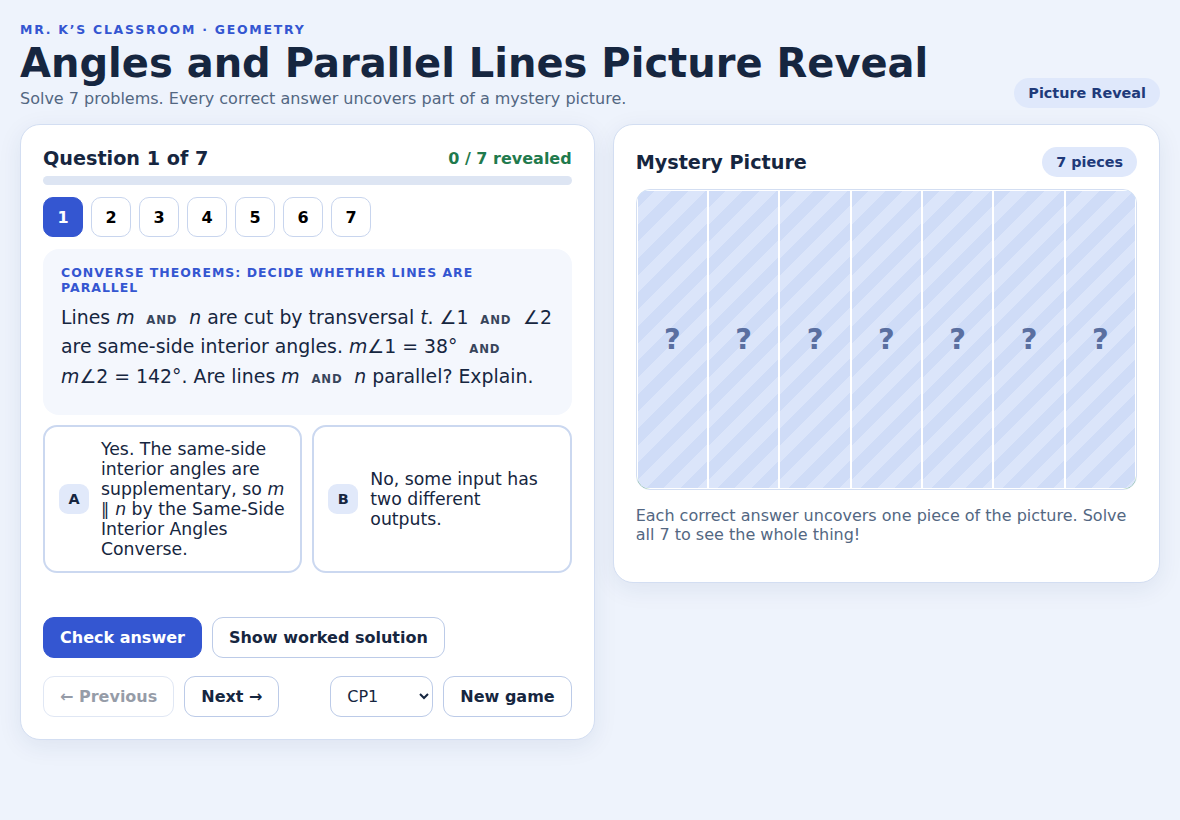 MR. K’S CLASSROOM · GEOMETRY
Angles and Parallel Lines Picture Reveal
Solve 7 problems. Every correct answer uncovers part of a mystery picture.
Picture Reveal
Question 1 of 7
0 / 7 revealed
1 2 3 4 5 6 7
CONVERSE THEOREMS: DECIDE WHETHER LINES ARE
PARALLEL
Lines m AND n are cut by transversal t. ∠1 AND ∠2
are same-side interior angles. m∠1 = 38° AND
m∠2 = 142°. Are lines m AND n parallel? Explain.
A
Yes. The same-side
interior angles are
supplementary, so m
∥ n by the Same-Side
Interior Angles
Converse.
B
No, some input has
two different
outputs.
Check answer
Show worked solution
← Previous
Next →
CP1
New game
Mystery Picture
7 pieces
? ? ? ? ? ? ?
Each correct answer uncovers one piece of the picture. Solve
all 7 to see the whole thing!